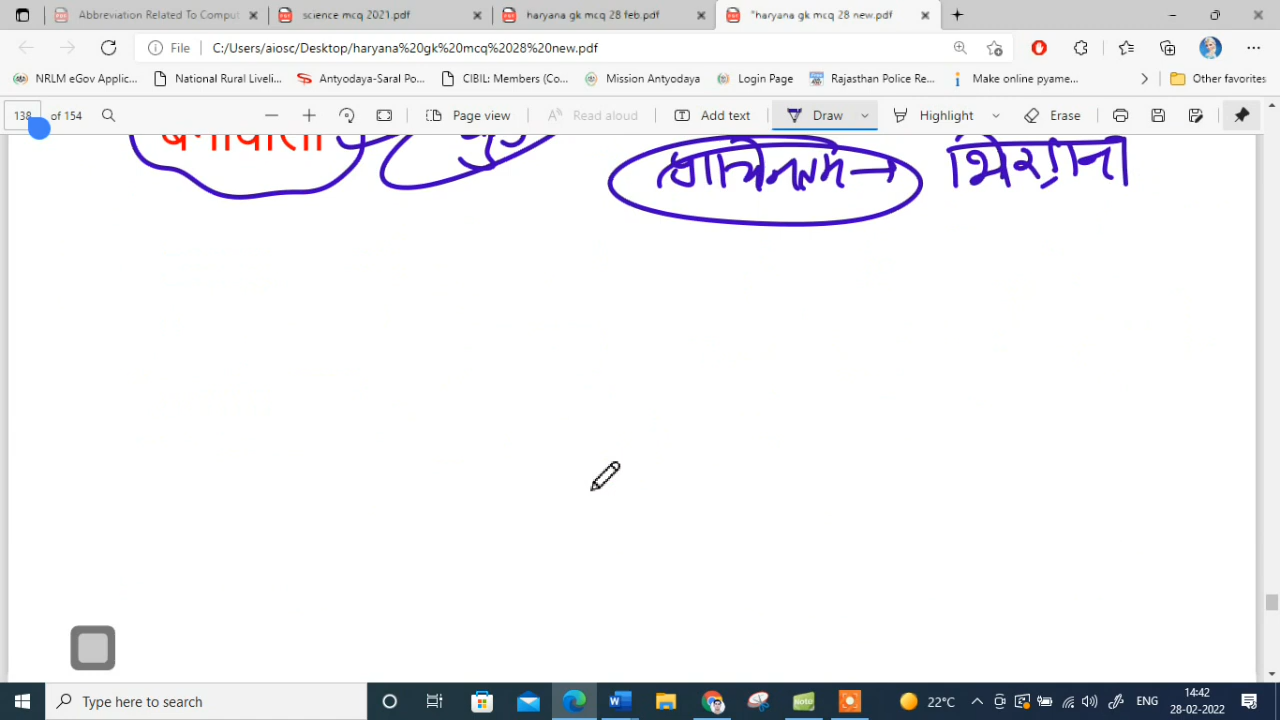 Abbreviation Related To Comput
science mcq 2021.pdf
haryana gk mcq 28 feb.pdf
*haryana gk mcq 28 new.pdf
File
C:/Users/aiosc/Desktop/haryana%20gk%20mcq%2028%20new.pdf
NRLM eGov Applic...
National Rural Liveli...
Antyodaya-Saral Po...
CIBIL: Members (Co...
Mission Antyodaya
Login Page
Rajasthan Police Re...
Make online pyame...
Other favorites
138 of 154
Page view
Read aloud
Add text
Draw
Highlight
Erase
Type here to search
22°C
ENG
14:42
28-02-2022